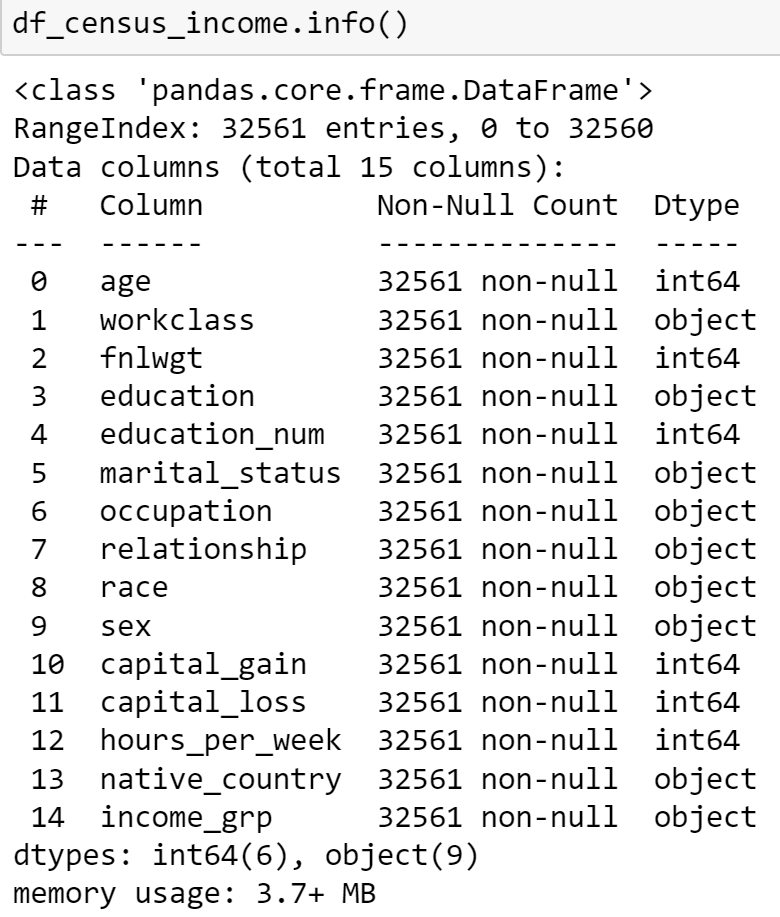 df_census_income.info()
<class 'pandas.core.frame.DataFrame'>
RangeIndex: 32561 entries, 0 to 32560
Data columns (total 15 columns):
 #   Column          Non-Null Count  Dtype
---  ------          --------------  -----
 0   age             32561 non-null  int64
 1   workclass       32561 non-null  object
 2   fnlwgt          32561 non-null  int64
 3   education       32561 non-null  object
 4   education_num   32561 non-null  int64
 5   marital_status  32561 non-null  object
 6   occupation      32561 non-null  object
 7   relationship    32561 non-null  object
 8   race            32561 non-null  object
 9   sex             32561 non-null  object
 10  capital_gain    32561 non-null  int64
 11  capital_loss    32561 non-null  int64
 12  hours_per_week  32561 non-null  int64
 13  native_country  32561 non-null  object
 14  income_grp      32561 non-null  object
dtypes: int64(6), object(9)
memory usage: 3.7+ MB